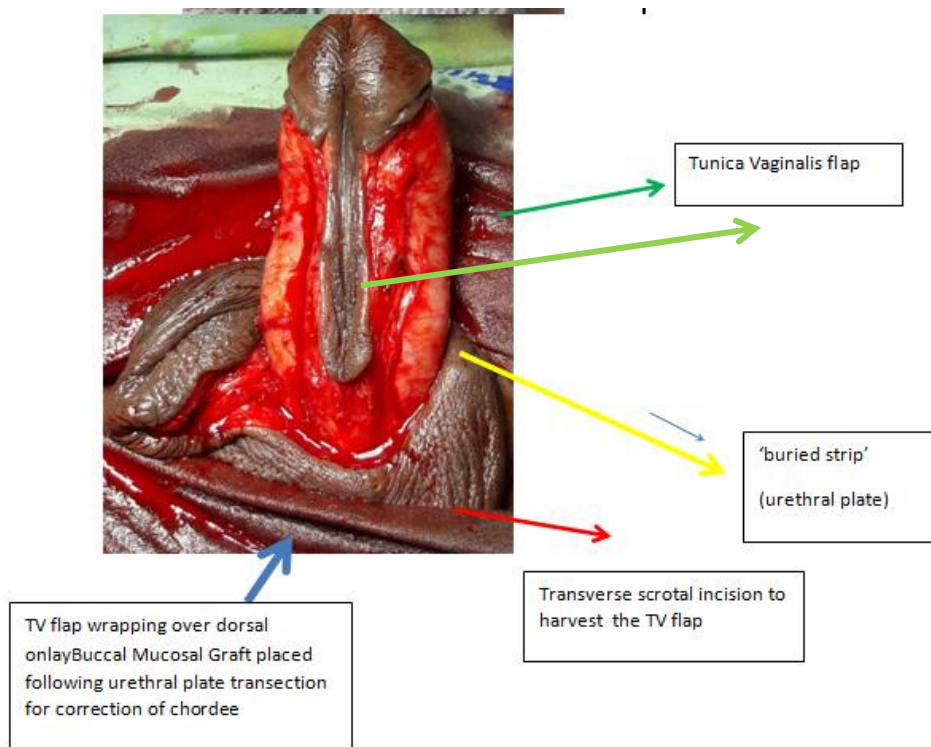 Tunica Vaginalis flap
‘buried strip’
(urethral plate)
Transverse scrotal incision to
harvest  the TV flap
TV flap wrapping over dorsal
onlayBuccal Mucosal Graft placed
following urethral plate transection
for correction of chordee